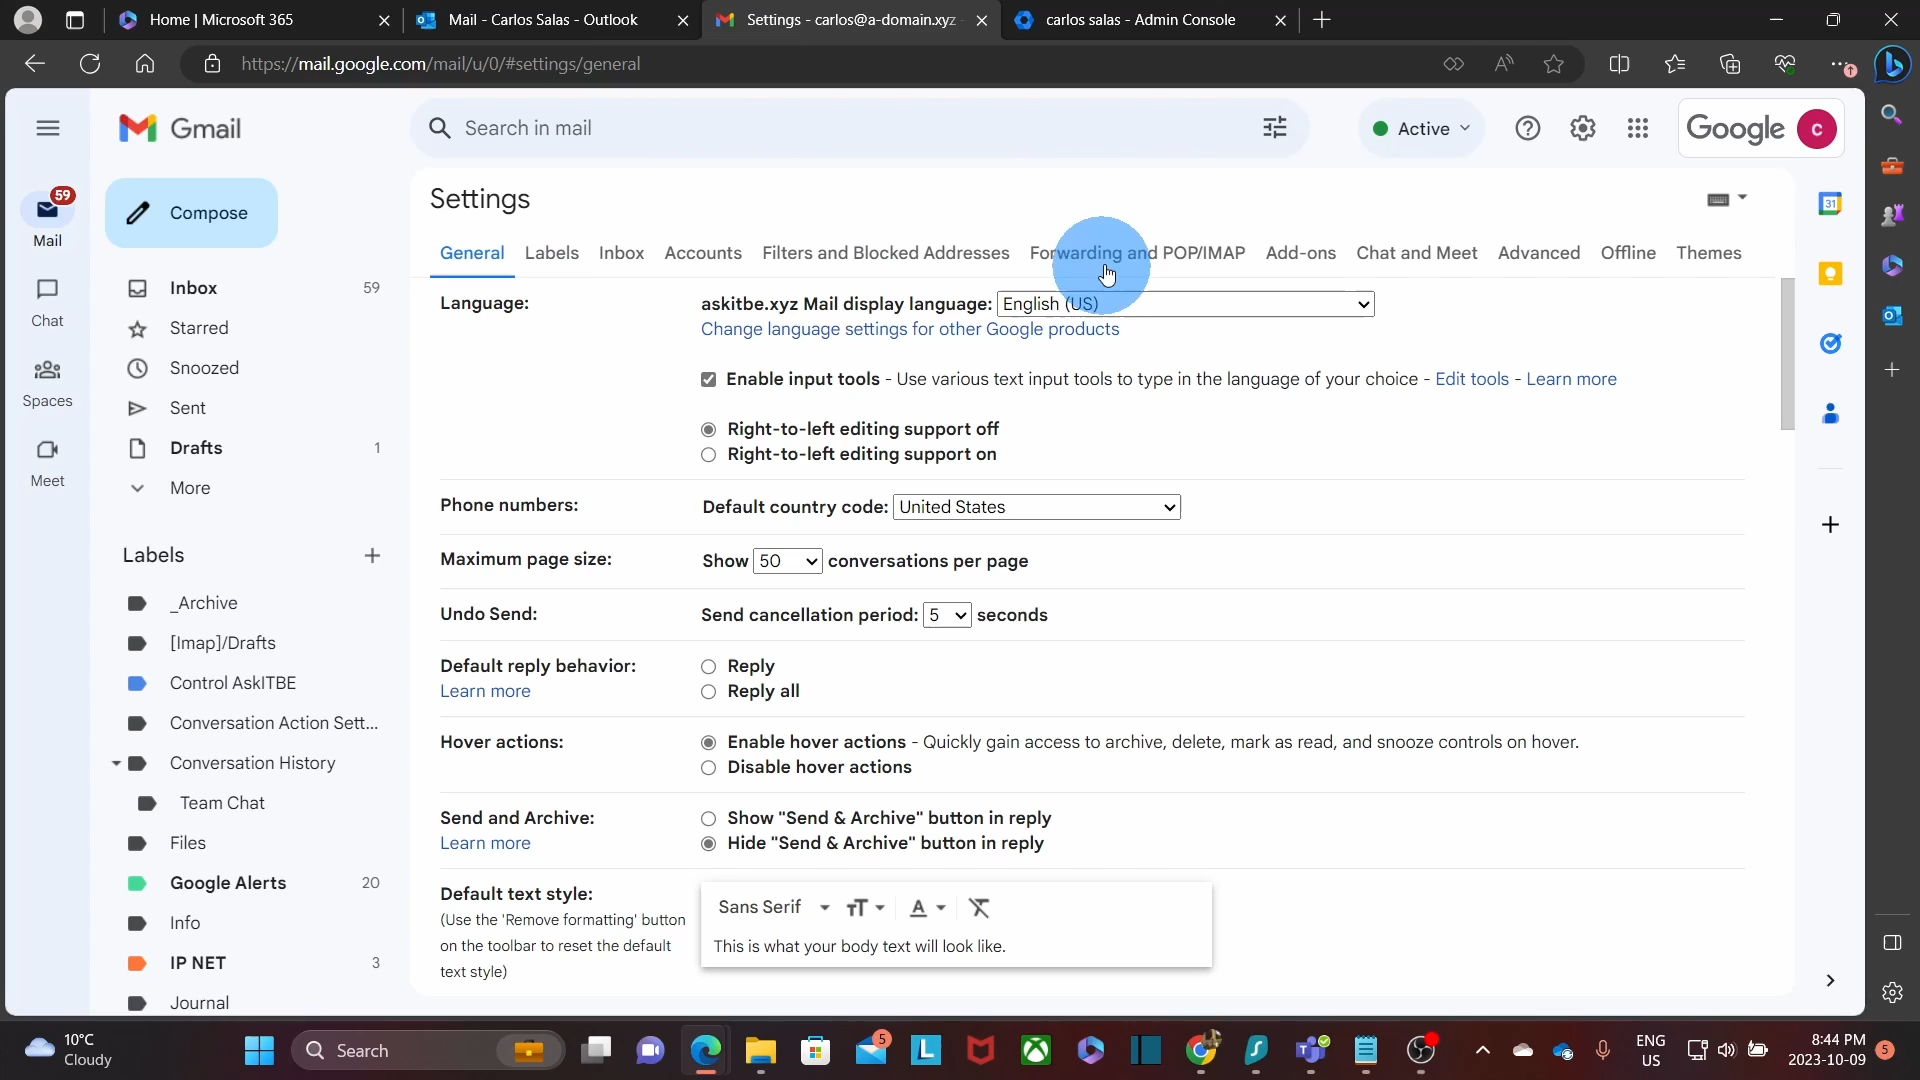 Home | Microsoft 365
Mail - Carlos Salas - Outlook
Settings - carlos@a-domain.xyz -
carlos salas - Admin Console
https://mail.google.com/mail/u/0/#settings/general
Gmail
Search in mail
Active
Google
C
59
Mail
Chat
Spaces
Meet
Compose
Inbox 59
Starred
Snoozed
Sent
Drafts 1
More
Labels
_Archive
[Imap]/Drafts
Control AskITBE
Conversation Action Sett...
Conversation History
Team Chat
Files
Google Alerts 20
Info
IP NET 3
Journal
Settings
General Labels Inbox Accounts Filters and Blocked Addresses Forwarding and POP/IMAP Add-ons Chat and Meet Advanced Offline Themes
Language: askitbe.xyz Mail display language: English (US)
Change language settings for other Google products
Enable input tools - Use various text input tools to type in the language of your choice - Edit tools - Learn more
Right-to-left editing support off
Right-to-left editing support on
Phone numbers: Default country code: United States
Maximum page size: Show 50 conversations per page
Undo Send: Send cancellation period: 5 seconds
Default reply behavior:
Learn more
Reply
Reply all
Hover actions: Enable hover actions - Quickly gain access to archive, delete, mark as read, and snooze controls on hover.
Disable hover actions
Send and Archive:
Learn more
Show "Send & Archive" button in reply
Hide "Send & Archive" button in reply
Default text style:
(Use the 'Remove formatting' button
on the toolbar to reset the default
text style)
Sans Serif
This is what your body text will look like.
31
10°C
Cloudy
Search
5
L
ENG
US
8:44 PM
2023-10-09
5